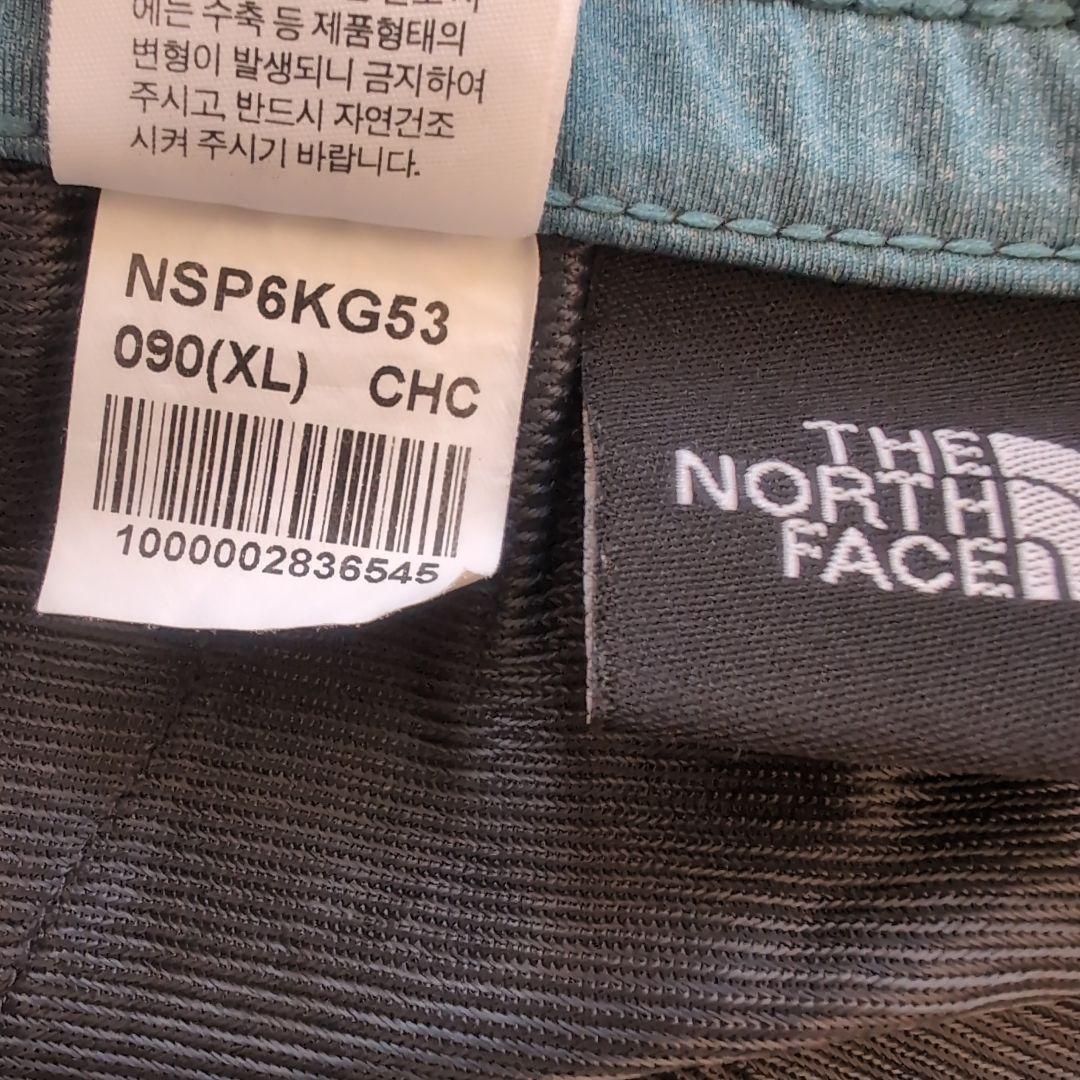 에는 수축 등 제품형태의
변형이 발생되니 금지하여
주시고, 반드시 자연건조
시켜 주시기 바랍니다.
NSP6KG53
090(XL) CHC
1000002836545
THE
NORTH
FACE